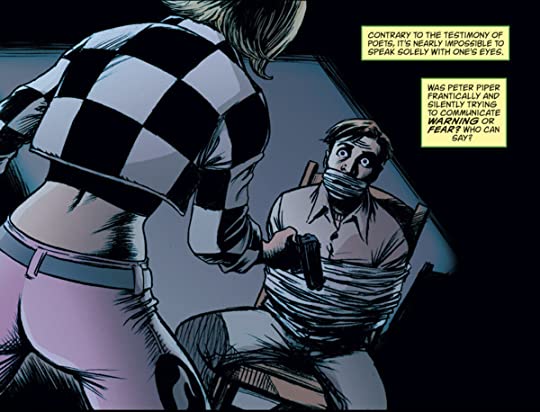 CONTRARY TO THE TESTIMONY OF
POETS, IT'S NEARLY IMPOSSIBLE TO
SPEAK SOLELY WITH ONE'S EYES.
WAS PETER PIPER
FRANTICALLY AND
SILENTLY TRYING
TO COMMUNICATE
WARNING OR
FEAR? WHO CAN
SAY?